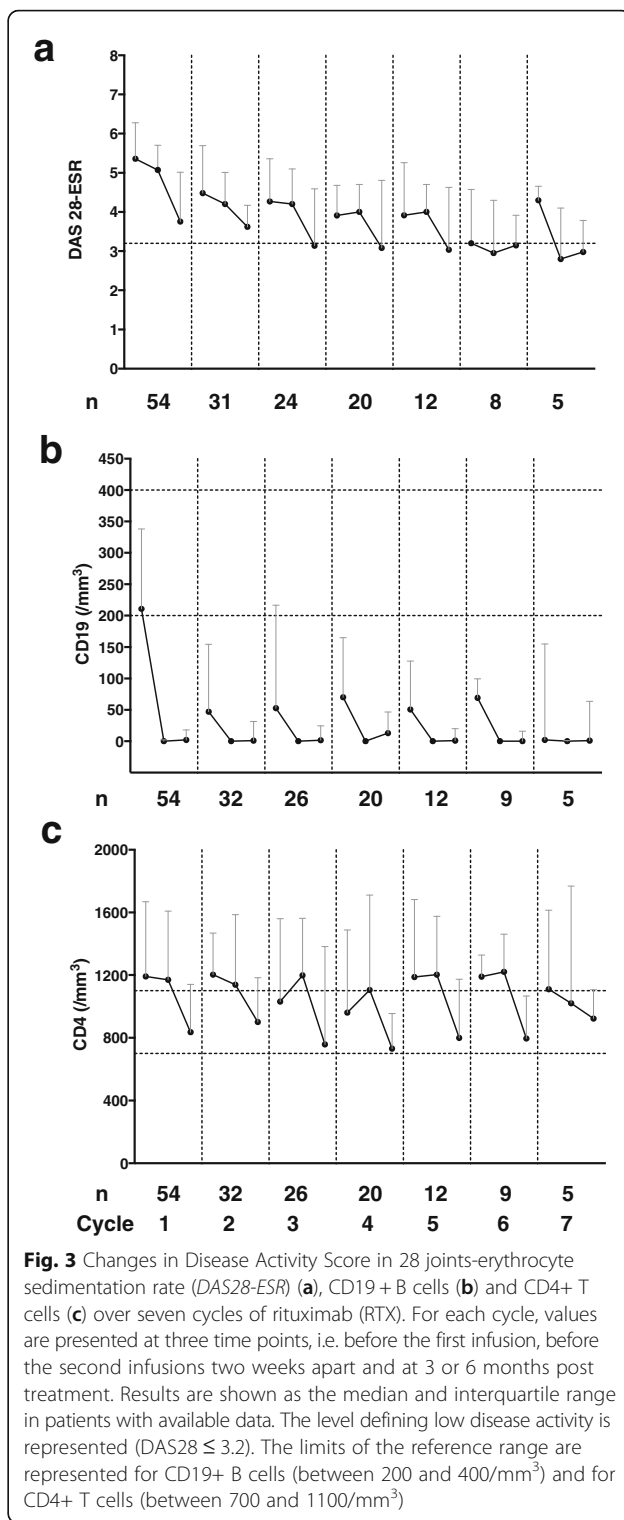 a
8
7
6
5
4
3
2
1
0
DAS 28-ESR
n 54 31 24 20 12 8 5
b
450
400
350
300
250
200
150
100
50
0
CD19 (/mm³)
n 54 32 26 20 12 9 5
c
2000
1600
1200
800
400
0
CD4 (/mm³)
n 54 32 26 20 12 9 5
Cycle 1 2 3 4 5 6 7
Fig. 3 Changes in Disease Activity Score in 28 joints-erythrocyte
sedimentation rate (DAS28-ESR) (a), CD19 + B cells (b) and CD4+ T
cells (c) over seven cycles of rituximab (RTX). For each cycle, values
are presented at three time points, i.e. before the first infusion, before
the second infusions two weeks apart and at 3 or 6 months post
treatment. Results are shown as the median and interquartile range
in patients with available data. The level defining low disease activity is
represented (DAS28 ≤ 3.2). The limits of the reference range are
represented for CD19+ B cells (between 200 and 400/mm³) and for
CD4+ T cells (between 700 and 1100/mm³)